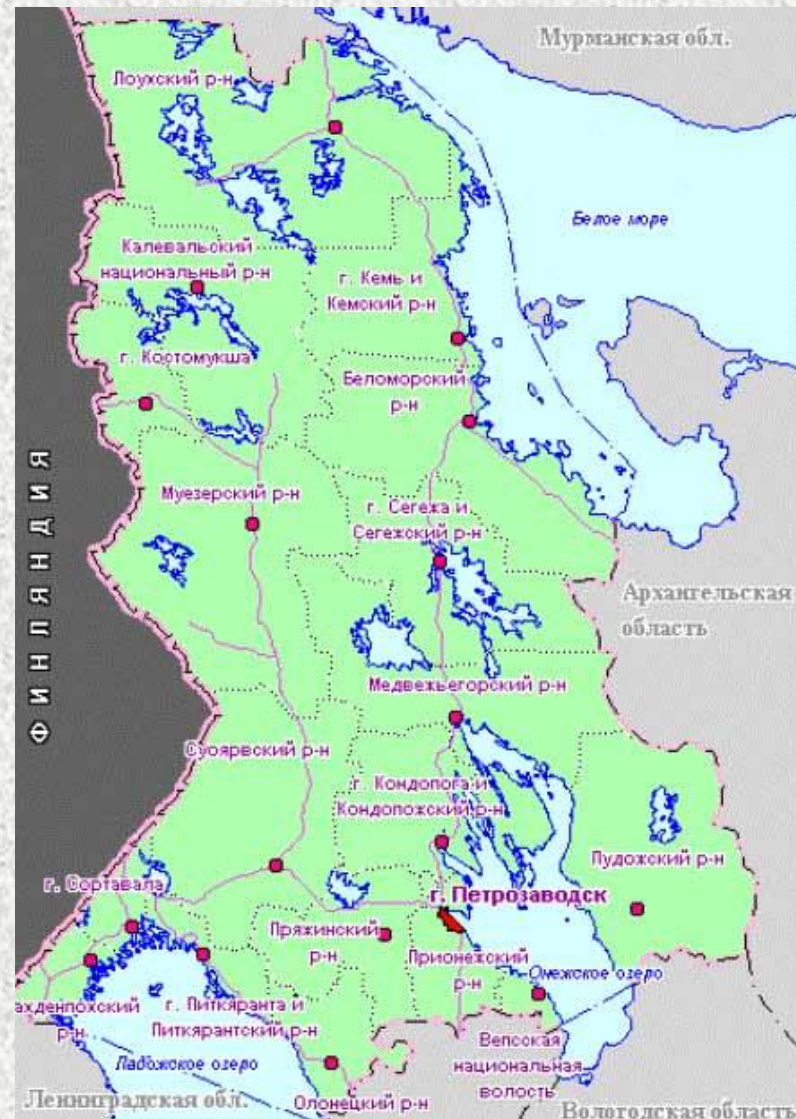 Мурманская обл.
Лоухский р-н
Белое море
Калевальский
национальный р-н
г. Кемь и
Кемский р-н
г. Костомукша
Беломорский
р-н
ФИНЛЯНДИЯ
Муезерский р-н
г. Сегежа и
Сегежский р-н
Архангельская
область
Медвежьегорский р-н
Суоярвский р-н
г. Кондопога и
Кондопожский р-н
Пудожский р-н
г. Сортавала
г. Петрозаводск
Пряжинский
р-н
Прионежский
р-н
Онежское озеро
ахденпохский
р-н
г. Питкяранта и
Питкярантский р-н
Вепсская
национальная
волость
Ладожское озеро
Ленинградская обл.
Олонецкий р-н
Вологодская область